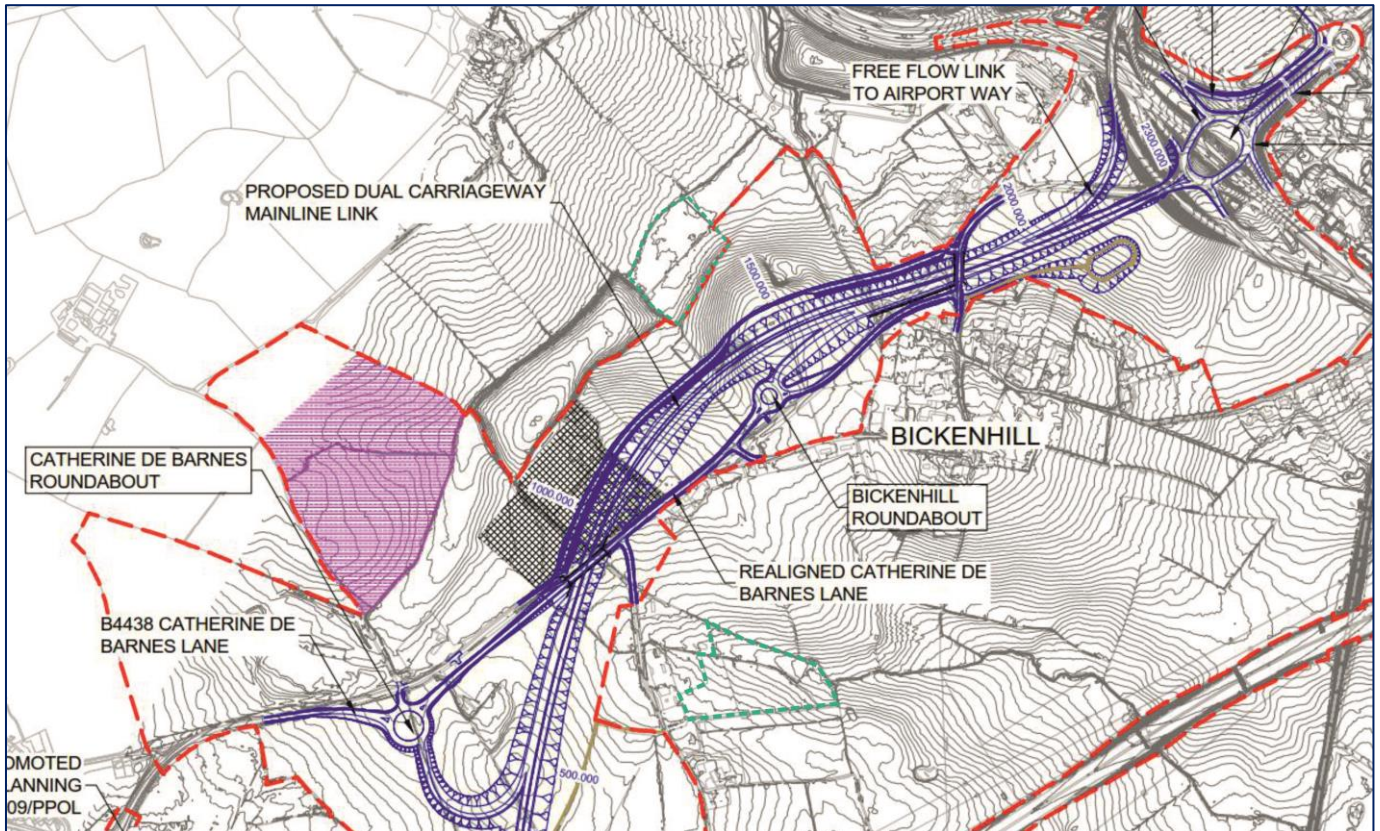 FREE FLOW LINK
TO AIRPORT WAY
2300.000
PROPOSED DUAL CARRIAGEWAY
MAINLINE LINK
2000.000
1500.000
BICKENHILL
CATHERINE DE BARNES
ROUNDABOUT
1000.000
BICKENHILL
ROUNDABOUT
REALIGNED CATHERINE DE
BARNES LANE
B4438 CATHERINE DE
BARNES LANE
500.000
OMOTED
LANNING
09/PPOL